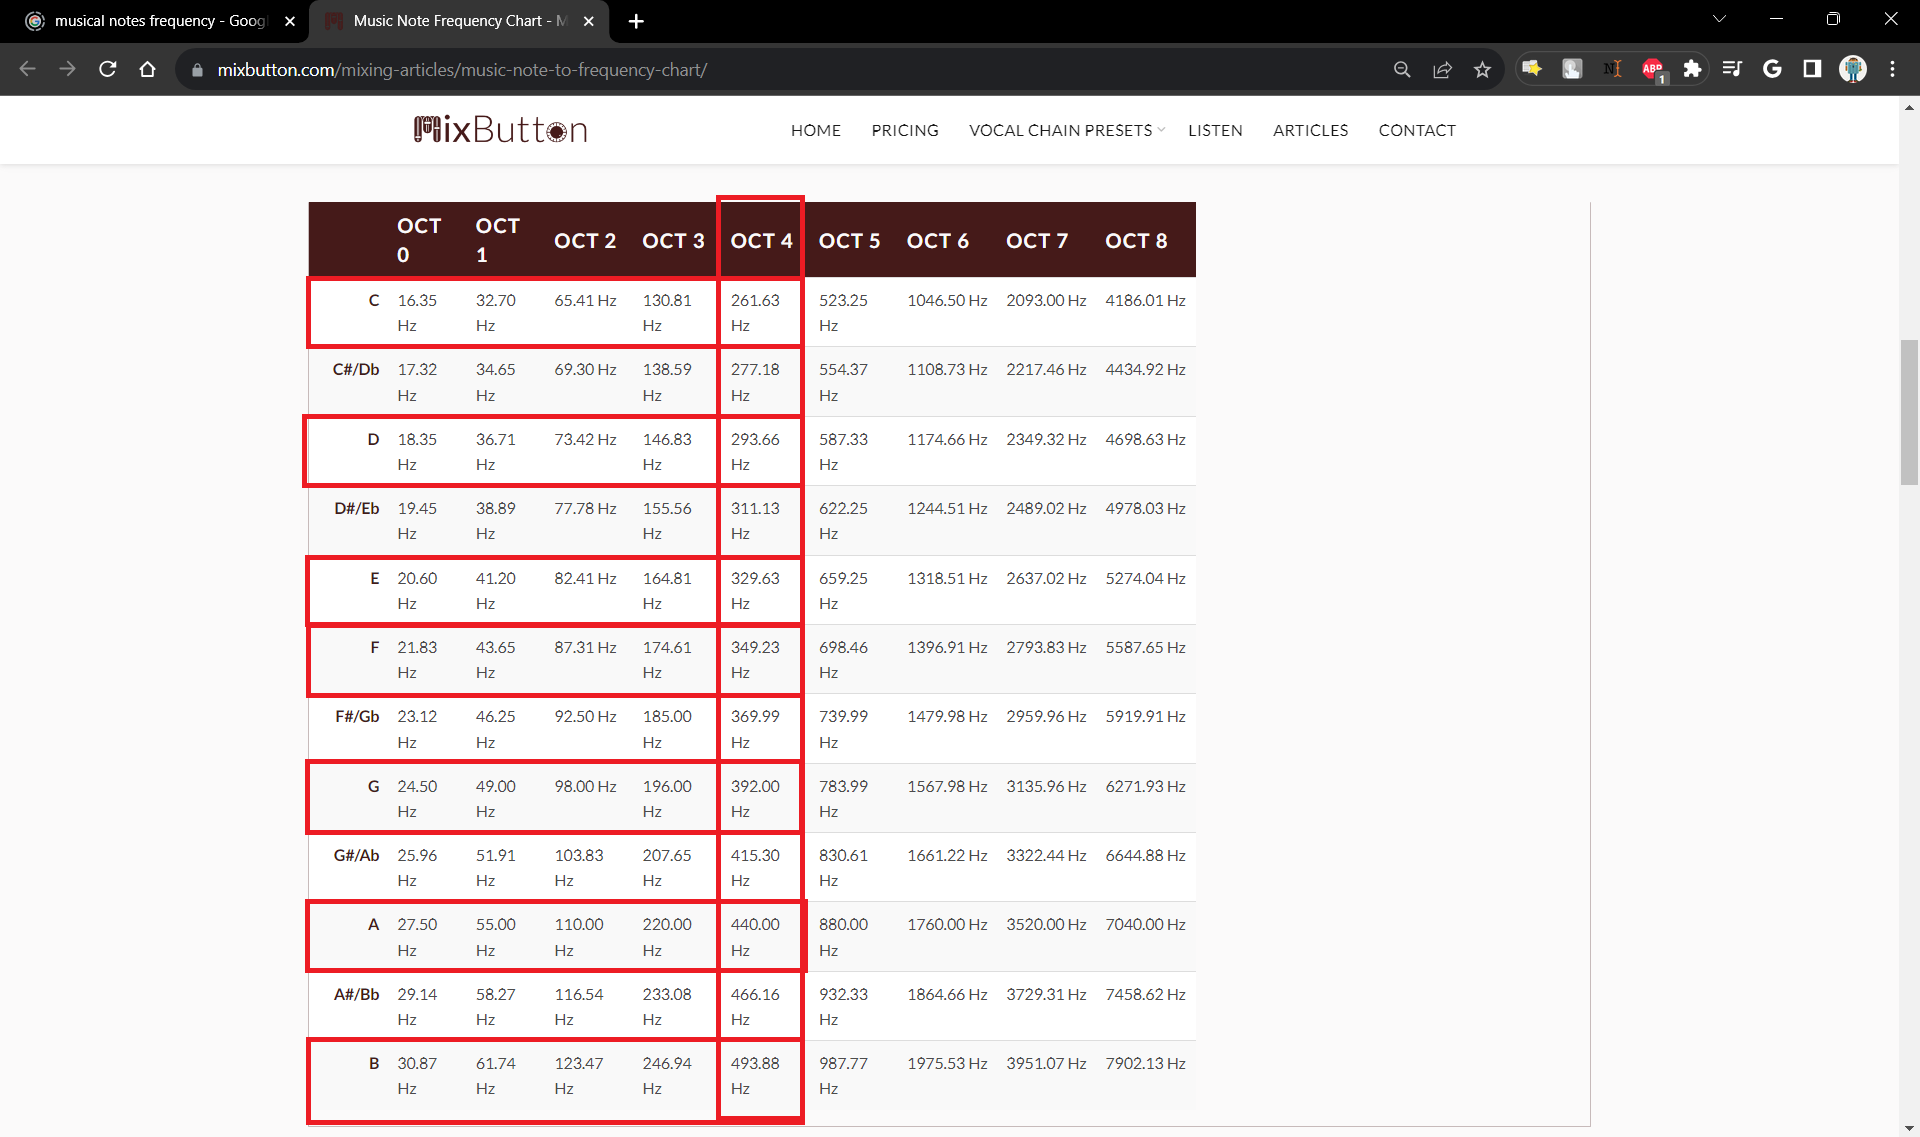 musical notes frequency - Goog
Music Note Frequency Chart - M
mixbutton.com/mixing-articles/music-note-to-frequency-chart/
ABP
1
MixButton
HOME PRICING VOCAL CHAIN PRESETS LISTEN ARTICLES CONTACT
OCT 0 OCT 1 OCT 2 OCT 3 OCT 4 OCT 5 OCT 6 OCT 7 OCT 8
C 16.35 Hz 32.70 Hz 65.41 Hz 130.81 Hz 261.63 Hz 523.25 Hz 1046.50 Hz 2093.00 Hz 4186.01 Hz
C#/Db 17.32 Hz 34.65 Hz 69.30 Hz 138.59 Hz 277.18 Hz 554.37 Hz 1108.73 Hz 2217.46 Hz 4434.92 Hz
D 18.35 Hz 36.71 Hz 73.42 Hz 146.83 Hz 293.66 Hz 587.33 Hz 1174.66 Hz 2349.32 Hz 4698.63 Hz
D#/Eb 19.45 Hz 38.89 Hz 77.78 Hz 155.56 Hz 311.13 Hz 622.25 Hz 1244.51 Hz 2489.02 Hz 4978.03 Hz
E 20.60 Hz 41.20 Hz 82.41 Hz 164.81 Hz 329.63 Hz 659.25 Hz 1318.51 Hz 2637.02 Hz 5274.04 Hz
F 21.83 Hz 43.65 Hz 87.31 Hz 174.61 Hz 349.23 Hz 698.46 Hz 1396.91 Hz 2793.83 Hz 5587.65 Hz
F#/Gb 23.12 Hz 46.25 Hz 92.50 Hz 185.00 Hz 369.99 Hz 739.99 Hz 1479.98 Hz 2959.96 Hz 5919.91 Hz
G 24.50 Hz 49.00 Hz 98.00 Hz 196.00 Hz 392.00 Hz 783.99 Hz 1567.98 Hz 3135.96 Hz 6271.93 Hz
G#/Ab 25.96 Hz 51.91 Hz 103.83 Hz 207.65 Hz 415.30 Hz 830.61 Hz 1661.22 Hz 3322.44 Hz 6644.88 Hz
A 27.50 Hz 55.00 Hz 110.00 Hz 220.00 Hz 440.00 Hz 880.00 Hz 1760.00 Hz 3520.00 Hz 7040.00 Hz
A#/Bb 29.14 Hz 58.27 Hz 116.54 Hz 233.08 Hz 466.16 Hz 932.33 Hz 1864.66 Hz 3729.31 Hz 7458.62 Hz
B 30.87 Hz 61.74 Hz 123.47 Hz 246.94 Hz 493.88 Hz 987.77 Hz 1975.53 Hz 3951.07 Hz 7902.13 Hz